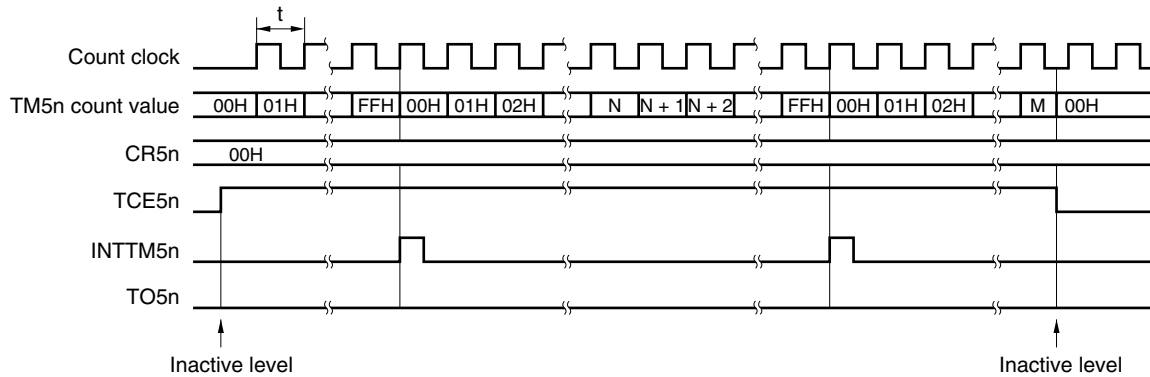 t
Count clock
TM5n count value 00H 01H FFH 00H 01H 02H N N + 1 N + 2 FFH 00H 01H 02H M 00H
CR5n 00H
TCE5n
INTTM5n
TO5n
Inactive level Inactive level